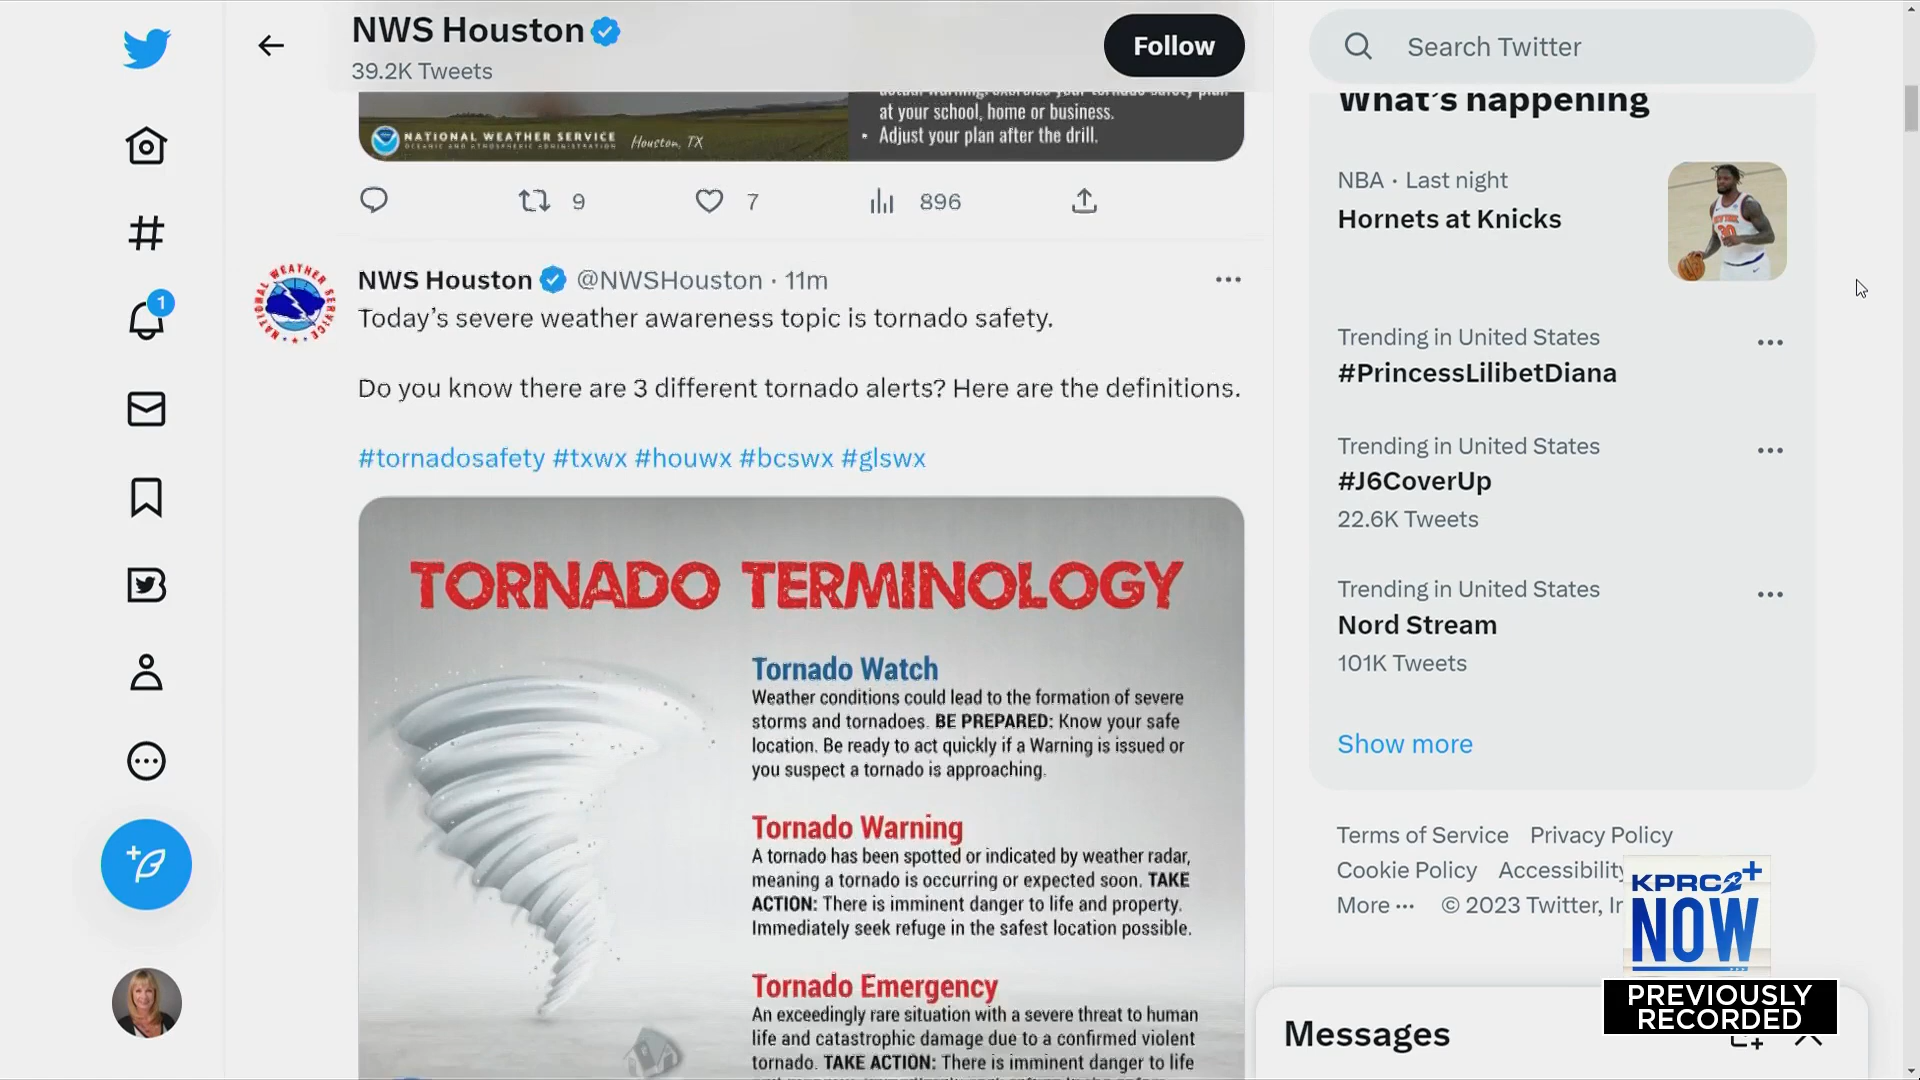 NWS Houston
39.2K Tweets
Follow
Search Twitter
at your school, home or business.
• Adjust your plan after the drill.
NATIONAL WEATHER SERVICE
OCEANIC AND ATMOSPHERIC ADMINISTRATION
Houston, TX
9
7
896
NWS Houston @NWSHouston · 11m
Today’s severe weather awareness topic is tornado safety.
Do you know there are 3 different tornado alerts? Here are the definitions.
#tornadosafety #txwx #houwx #bcswx #glswx
NATIONAL WEATHER SERVICE
1
TORNADO TERMINOLOGY
Tornado Watch
Weather conditions could lead to the formation of severe
storms and tornadoes. BE PREPARED: Know your safe
location. Be ready to act quickly if a Warning is issued or
you suspect a tornado is approaching.
Tornado Warning
A tornado has been spotted or indicated by weather radar,
meaning a tornado is occurring or expected soon. TAKE
ACTION: There is imminent danger to life and property.
Immediately seek refuge in the safest location possible.
Tornado Emergency
An exceedingly rare situation with a severe threat to human
life and catastrophic damage due to a confirmed violent
tornado. TAKE ACTION: There is imminent danger to life
What’s happening
NBA · Last night
Hornets at Knicks
Trending in United States
#PrincessLilibetDiana
Trending in United States
#J6CoverUp
22.6K Tweets
Trending in United States
Nord Stream
101K Tweets
Show more
Terms of Service Privacy Policy
Cookie Policy Accessibility
More ··· © 2023 Twitter,
KPRC2+
NOW
PREVIOUSLY
RECORDED
Messages